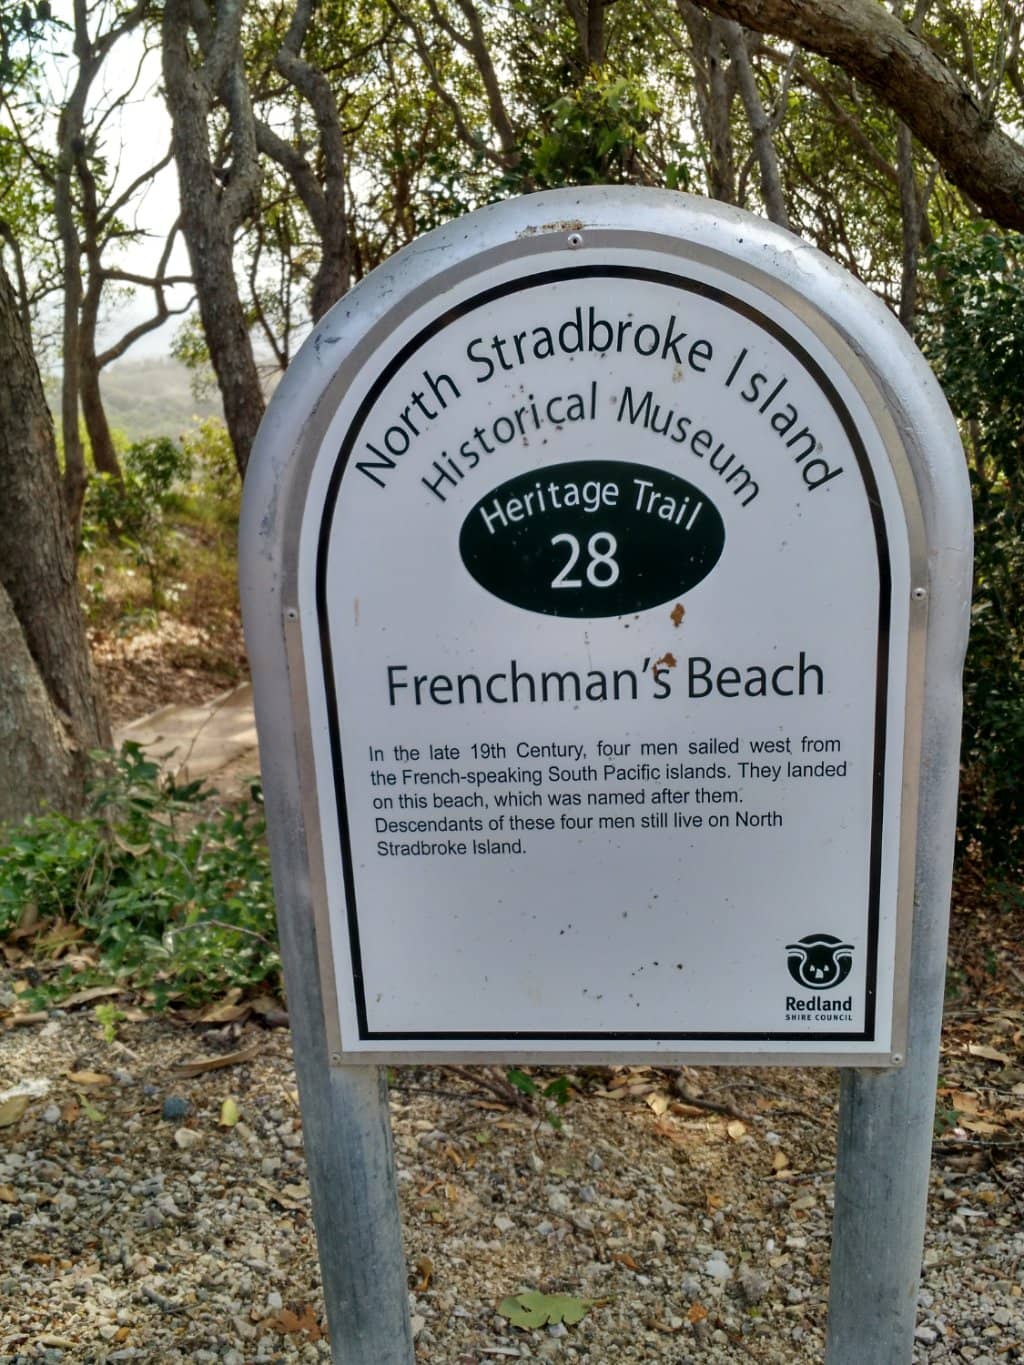 North Stradbroke Island
Historical Museum
Heritage Trail
28
Frenchman's Beach
In the late 19th Century, four men sailed west from
the French-speaking South Pacific islands. They landed
on this beach, which was named after them.
Descendants of these four men still live on North
Stradbroke Island.
Redland
SHIRE COUNCIL